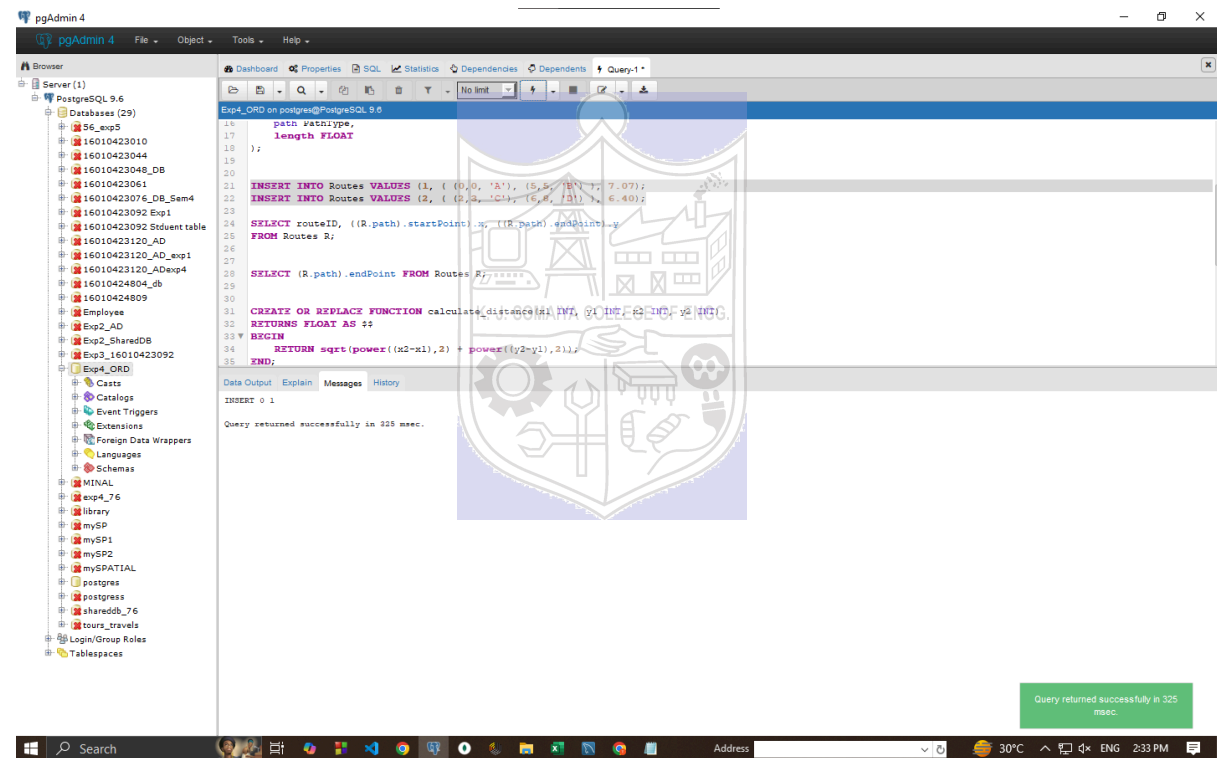 pgAdmin 4
pgAdmin 4 File Object Tools Help
Browser
Dashboard Properties SQL Statistics Dependencies Dependents Query-1 *
Server (1)
PostgreSQL 9.6
Databases (29)
56_exp5
16010423010
16010423044
16010423048_DB
16010423061
16010423076_DB_Sem4
16010423092 Exp1
16010423092 Stduent table
16010423120_AD
16010423120_AD_exp1
16010423120_ADexp4
16010424804_db
16010424809
Employee
Exp2_AD
Exp2_SharedDB
Exp3_16010423092
Exp4_ORD
Casts
Catalogs
Event Triggers
Extensions
Foreign Data Wrappers
Languages
Schemas
MINAL
exp4_76
library
mySP
mySP1
mySP2
mySPATIAL
postgres
postgress
shareddb_76
tours_travels
Login/Group Roles
Tablespaces
No limit
Exp4_ORD on postgres@PostgreSQL 9.6
16 path PathType,
17 length FLOAT
18 );
19
20
21 INSERT INTO Routes VALUES (1, ( (0,0, 'A'), (5,5, 'B') ), 7.07);
22 INSERT INTO Routes VALUES (2, ( (2,3, 'C'), (6,8, 'D') ), 6.40);
23
24 SELECT routeID, ((R.path).startPoint).x, ((R.path).endPoint).y
25 FROM Routes R;
26
27
28 SELECT (R.path).endPoint FROM Routes R;
29
30
31 CREATE OR REPLACE FUNCTION calculate_distance(x1 INT, y1 INT, x2 INT, y2 INT)
32 RETURNS FLOAT AS $$
33 BEGIN
34 RETURN sqrt(power((x2-x1),2) + power((y2-y1),2));
35 END;
K. J. SOMAIYA COLLEGE OF ENGG.
Data Output Explain Messages History
INSERT 0 1
Query returned successfully in 325 msec.
Query returned successfully in 325
msec.
Search
Address
30°C
ENG
2:33 PM